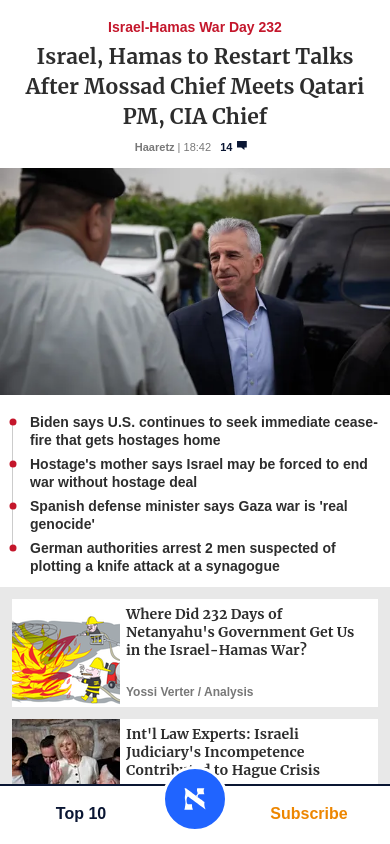 Israel-Hamas War Day 232
Israel, Hamas to Restart Talks
After Mossad Chief Meets Qatari
PM, CIA Chief
Haaretz | 18:42 14
Biden says U.S. continues to seek immediate cease-
fire that gets hostages home
Hostage's mother says Israel may be forced to end
war without hostage deal
Spanish defense minister says Gaza war is 'real
genocide'
German authorities arrest 2 men suspected of
plotting a knife attack at a synagogue
Where Did 232 Days of
Netanyahu's Government Get Us
in the Israel-Hamas War?
Yossi Verter / Analysis
Int'l Law Experts: Israeli
Judiciary's Incompetence
Contributed to Hague Crisis
Top 10
Subscribe